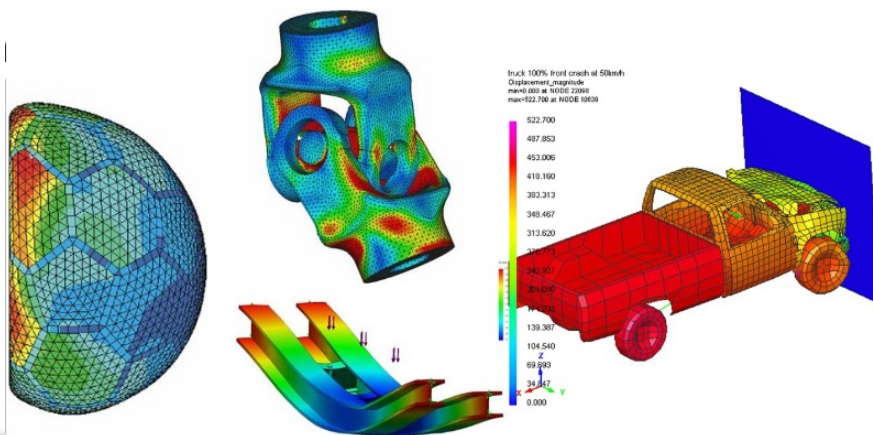 truck 100% front crash at 50km/h
Displacement_magnitude
min=0.000 at NODE 22098
max=522.700 at NODE 10639
522.700
487.853
453.006
418.160
383.313
348.467
313.620
139.387
104.540
69.693
34.847
0.000
Z
X
Y